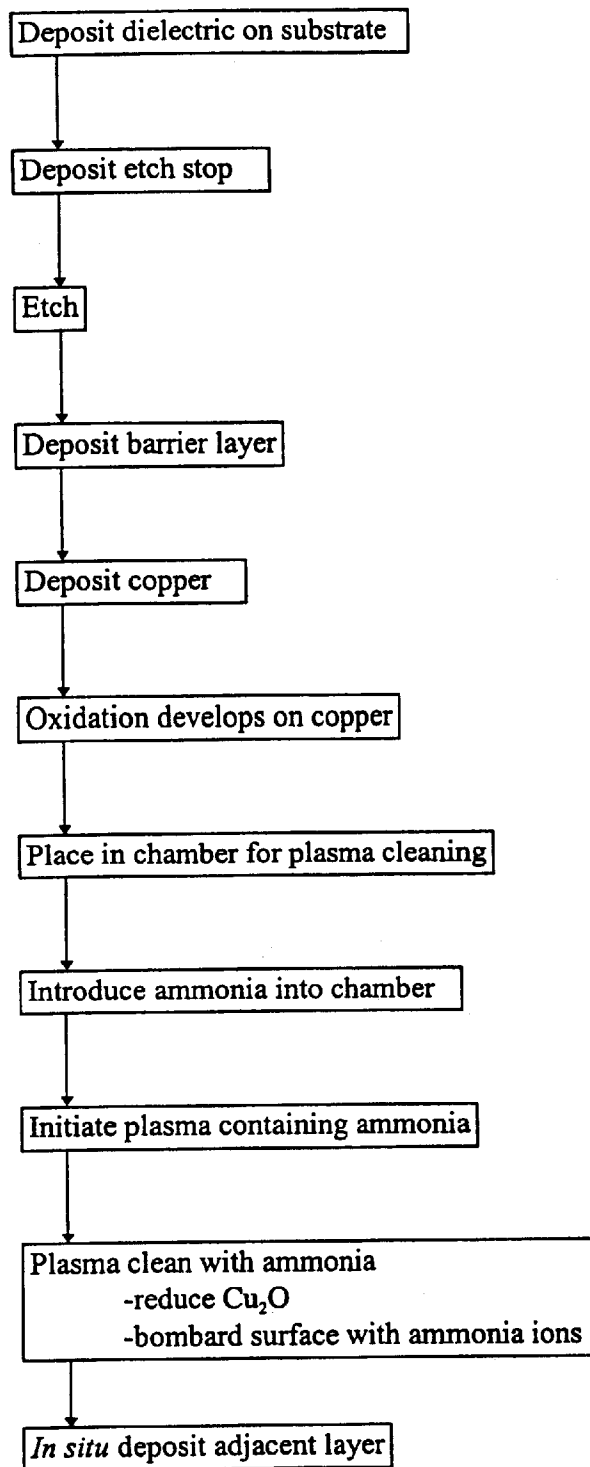 Deposit dielectric on substrate
Deposit etch stop
Etch
Deposit barrier layer
Deposit copper
Oxidation develops on copper
Place in chamber for plasma cleaning
Introduce ammonia into chamber
Initiate plasma containing ammonia
Plasma clean with ammonia
-reduce Cu₂O
-bombard surface with ammonia ions
In situ deposit adjacent layer